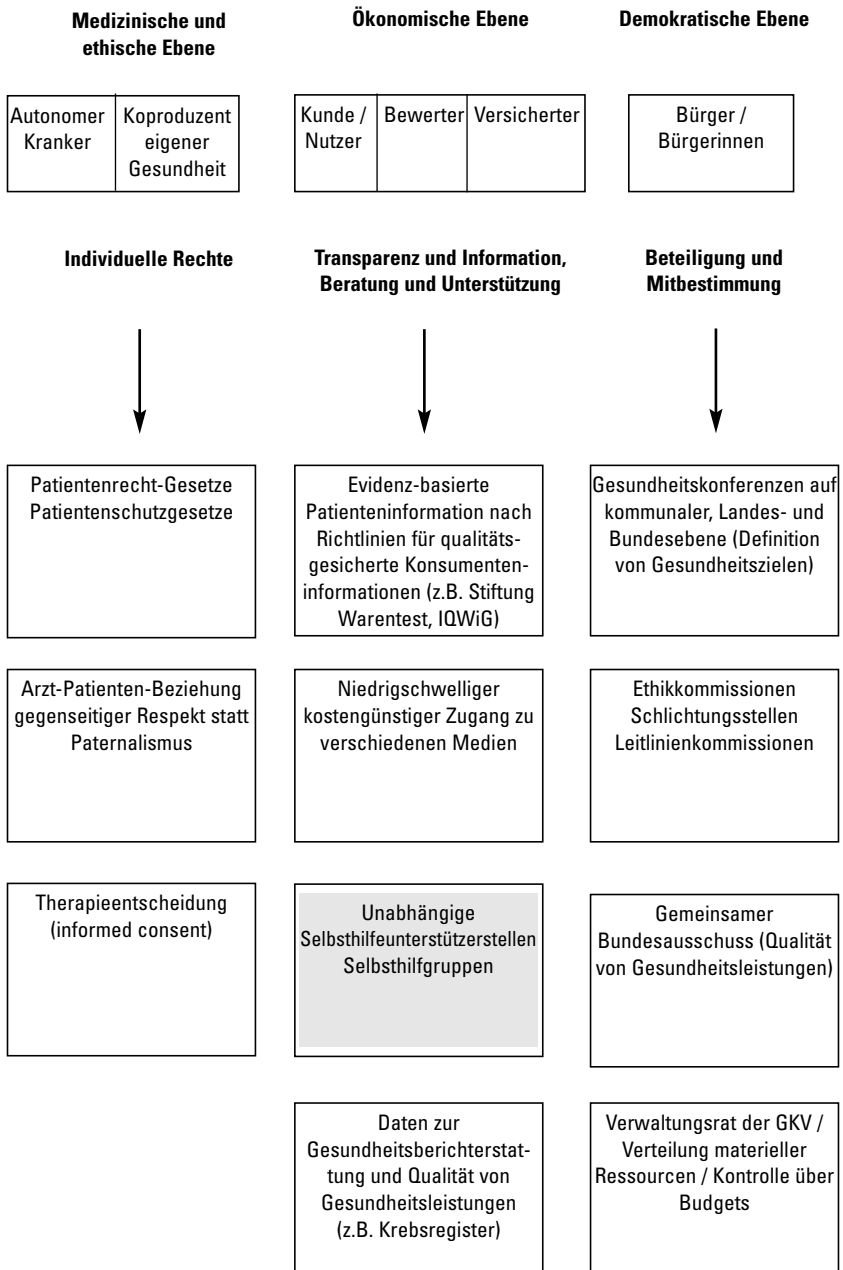 Medizinische und
ethische Ebene
Ökonomische Ebene
Demokratische Ebene
Autonomer
Kranker
Koproduzent
eigener
Gesundheit
Kunde /
Nutzer
Bewerter
Versicherter
Bürger /
Bürgerinnen
Individuelle Rechte
Transparenz und Information,
Beratung und Unterstützung
Beteiligung und
Mitbestimmung
Patientenrecht-Gesetze
Patientenschutzgesetze
Evidenz-basierte
Patienteninformation nach
Richtlinien für qualitäts-
gesicherte Konsumenten-
informationen (z.B. Stiftung
Warentest, IQWiG)
Gesundheitskonferenzen auf
kommunaler, Landes- und
Bundesebene (Definition
von Gesundheitszielen)
Arzt-Patienten-Beziehung
gegenseitiger Respekt statt
Paternalismus
Niedrigschwelliger
kostengünstiger Zugang zu
verschiedenen Medien
Ethikkommissionen
Schlichtungsstellen
Leitlinienkommissionen
Therapieentscheidung
(informed consent)
Unabhängige
Selbsthilfeunterstützerstellen
Selbsthilfgruppen
Gemeinsamer
Bundesausschuss (Qualität
von Gesundheitsleistungen)
Daten zur
Gesundheitsberichterstat-
tung und Qualität von
Gesundheitsleistungen
(z.B. Krebsregister)
Verwaltungsrat der GKV /
Verteilung materieller
Ressourcen / Kontrolle über
Budgets